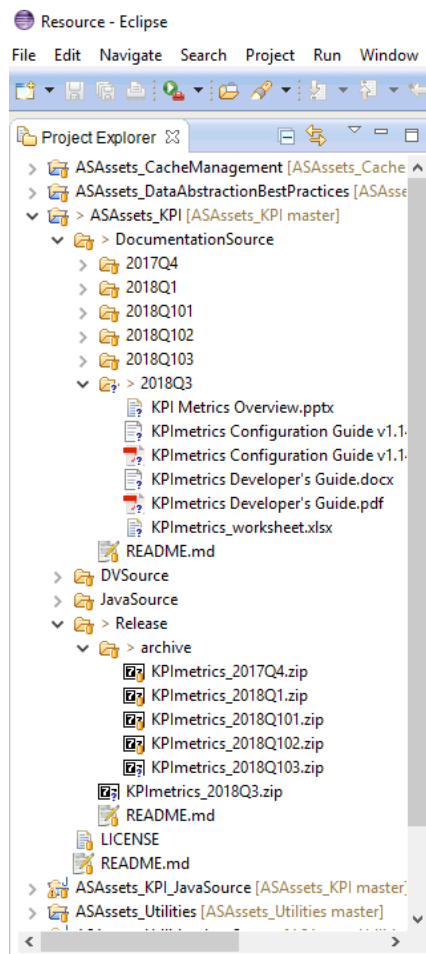 Resource - Eclipse
File Edit Navigate Search Project Run Window
Project Explorer
ASAssets_CacheManagement [ASAssets_Cache
ASAssets_DataAbstractionBestPractices [ASAsse
> ASAssets_KPI [ASAssets_KPI master]
> DocumentationSource
2017Q4
2018Q1
2018Q101
2018Q102
2018Q103
> 2018Q3
KPI Metrics Overview.pptx
KPImetrics Configuration Guide v1.1
KPImetrics Configuration Guide v1.1
KPImetrics Developer's Guide.docx
KPImetrics Developer's Guide.pdf
KPImetrics_worksheet.xlsx
README.md
DVSource
JavaSource
> Release
> archive
KPImetrics_2017Q4.zip
KPImetrics_2018Q1.zip
KPImetrics_2018Q101.zip
KPImetrics_2018Q102.zip
KPImetrics_2018Q103.zip
KPImetrics_2018Q3.zip
README.md
LICENSE
README.md
ASAssets_KPI_JavaSource [ASAssets_KPI master]
ASAssets_Utilities [ASAssets_Utilities master]